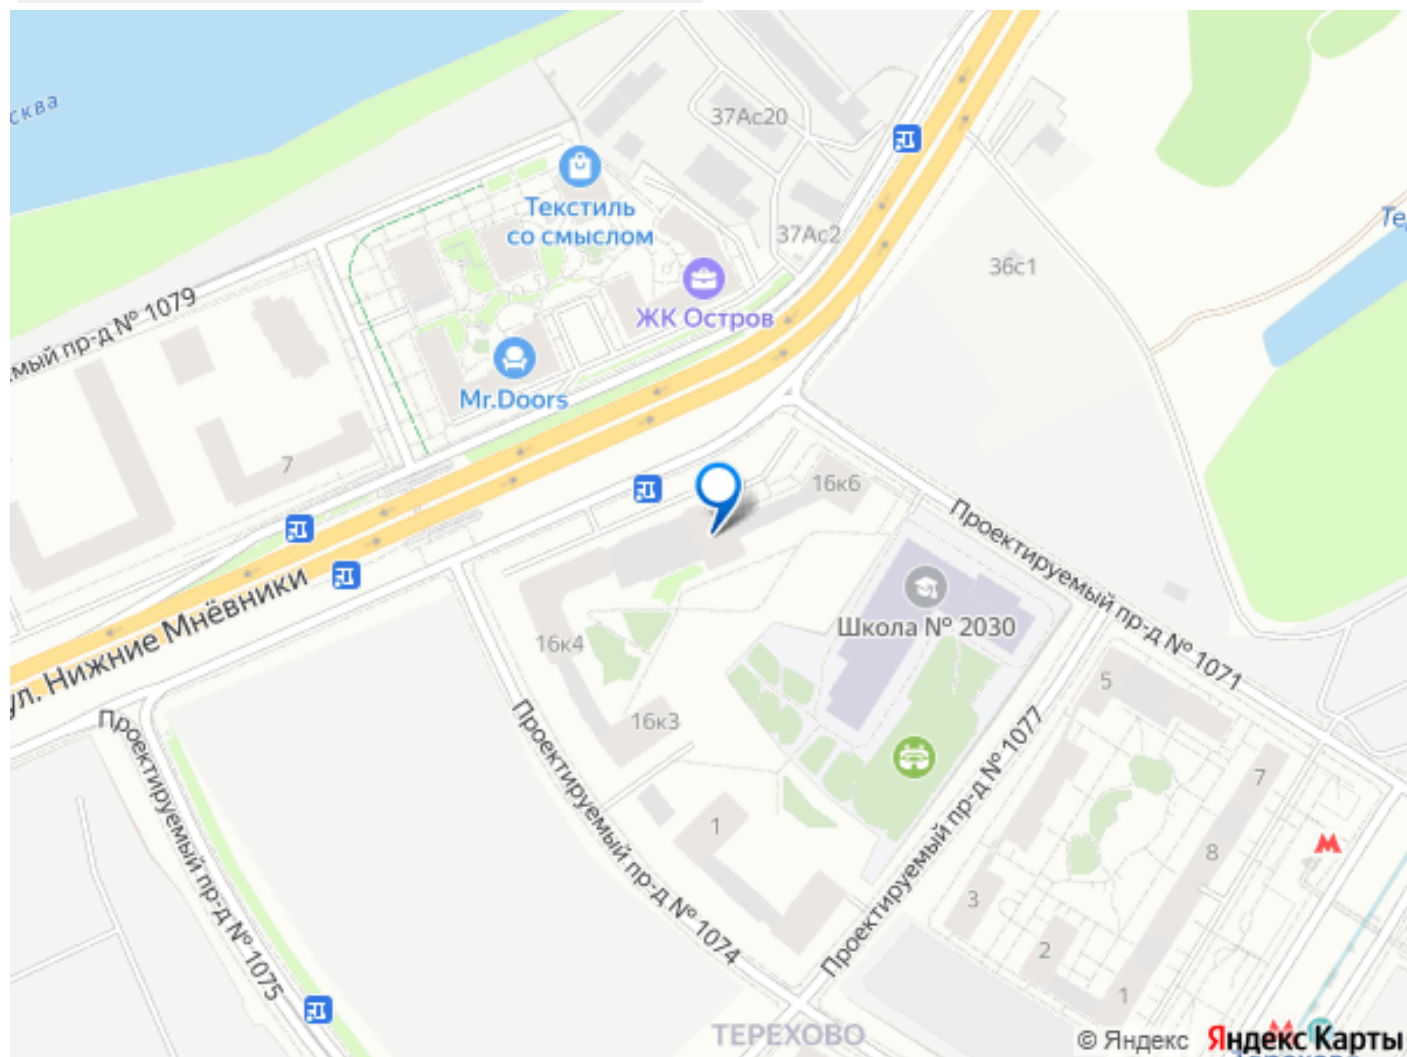 сква
37Ас20
Текстиль
со смыслом
37Ас2
Те
36с1
ЖК Остров
мый пр-д № 1079
Mr.Doors
7
16к6
Проектируемый пр-д № 1071
ул. Нижние Мнёвники
Школа № 2030
16к4
16к3
5
Проектируемый пр-д № 1075
Проектируемый пр-д № 1074
Проектируемый пр-д № 1077
7
1
8
3
2
1
ТЕРЕХОВО
© Яндекс Яндекс Карты